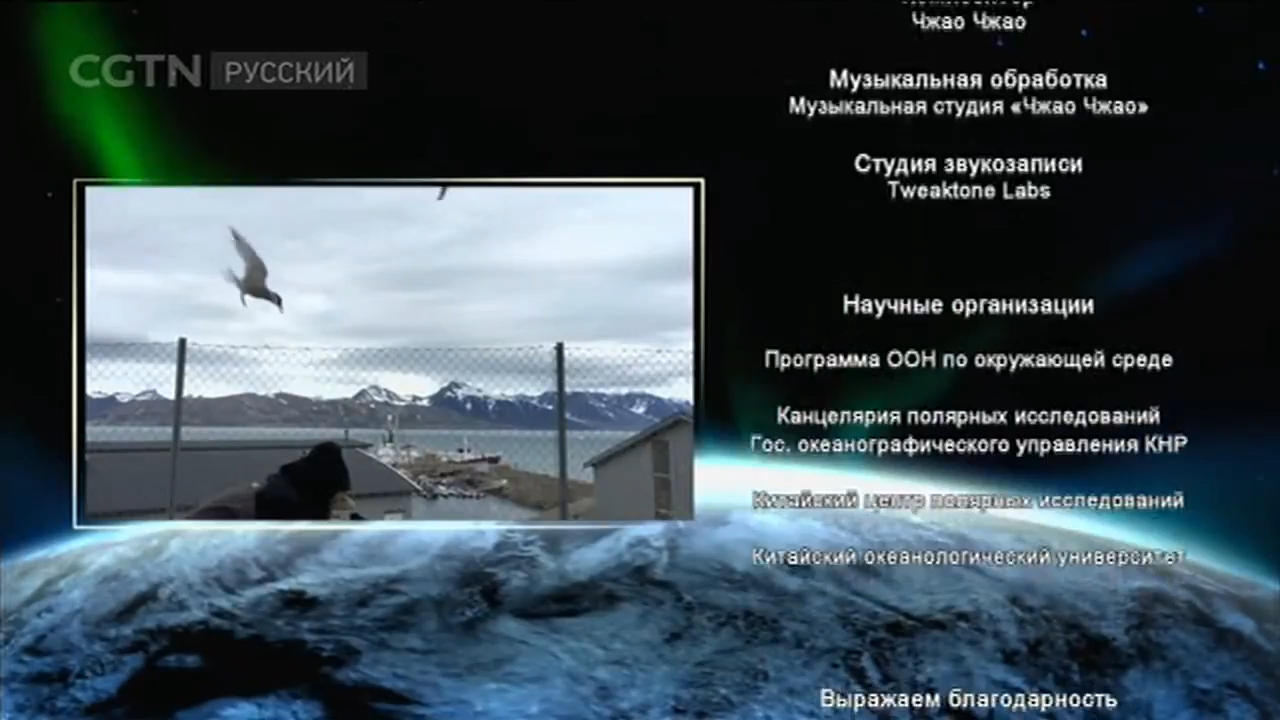 CGTN РУССКИЙ
Чжао Чжао
Музыкальная обработка
Музыкальная студия «Чжао Чжао»
Студия звукозаписи
Tweaktone Labs
Научные организации
Программа ООН по окружающей среде
Канцелярия полярных исследований
Гос. океанографического управления КНР
Китайский центр полярных исследований
Китайский океанологический университет
Выражаем благодарность